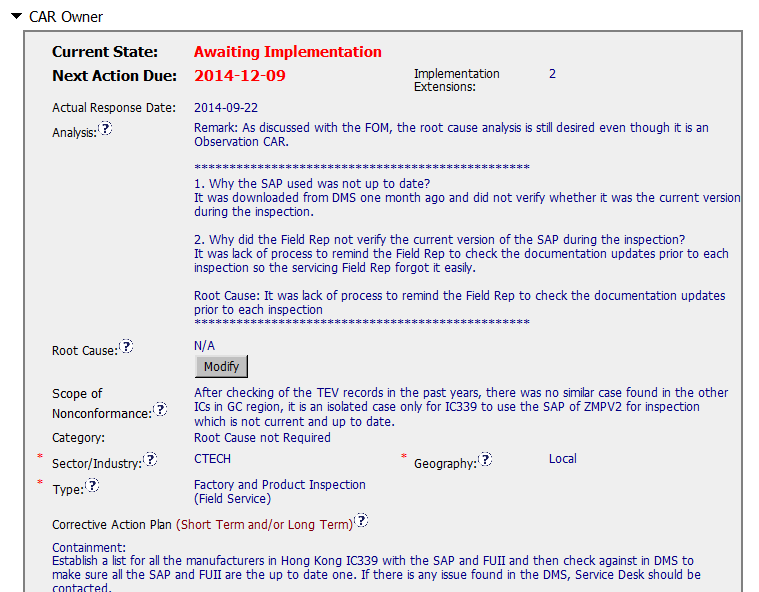 CAR Owner
Current State: Awaiting Implementation
Next Action Due: 2014-12-09 Implementation Extensions: 2
Actual Response Date: 2014-09-22
Analysis:? Remark: As discussed with the FOM, the root cause analysis is still desired even though it is an
Observation CAR.
************************************************
1. Why the SAP used was not up to date?
It was downloaded from DMS one month ago and did not verify whether it was the current version
during the inspection.
2. Why did the Field Rep not verify the current version of the SAP during the inspection?
It was lack of process to remind the Field Rep to check the documentation updates prior to each
inspection so the servicing Field Rep forgot it easily.
Root Cause: It was lack of process to remind the Field Rep to check the documentation updates
prior to each inspection
************************************************
Root Cause:? N/A
Modify
Scope of Nonconformance:? After checking of the TEV records in the past years, there was no similar case found in the other
ICs in GC region, it is an isolated case only for IC339 to use the SAP of ZMPV2 for inspection
which is not current and up to date.
Category: Root Cause not Required
* Sector/Industry:? CTECH * Geography:? Local
* Type:? Factory and Product Inspection
(Field Service)
Corrective Action Plan (Short Term and/or Long Term)?
Containment:
Establish a list for all the manufacturers in Hong Kong IC339 with the SAP and FUII and then check against in DMS to
make sure all the SAP and FUII are the up to date one. If there is any issue found in the DMS, Service Desk should be
contacted.